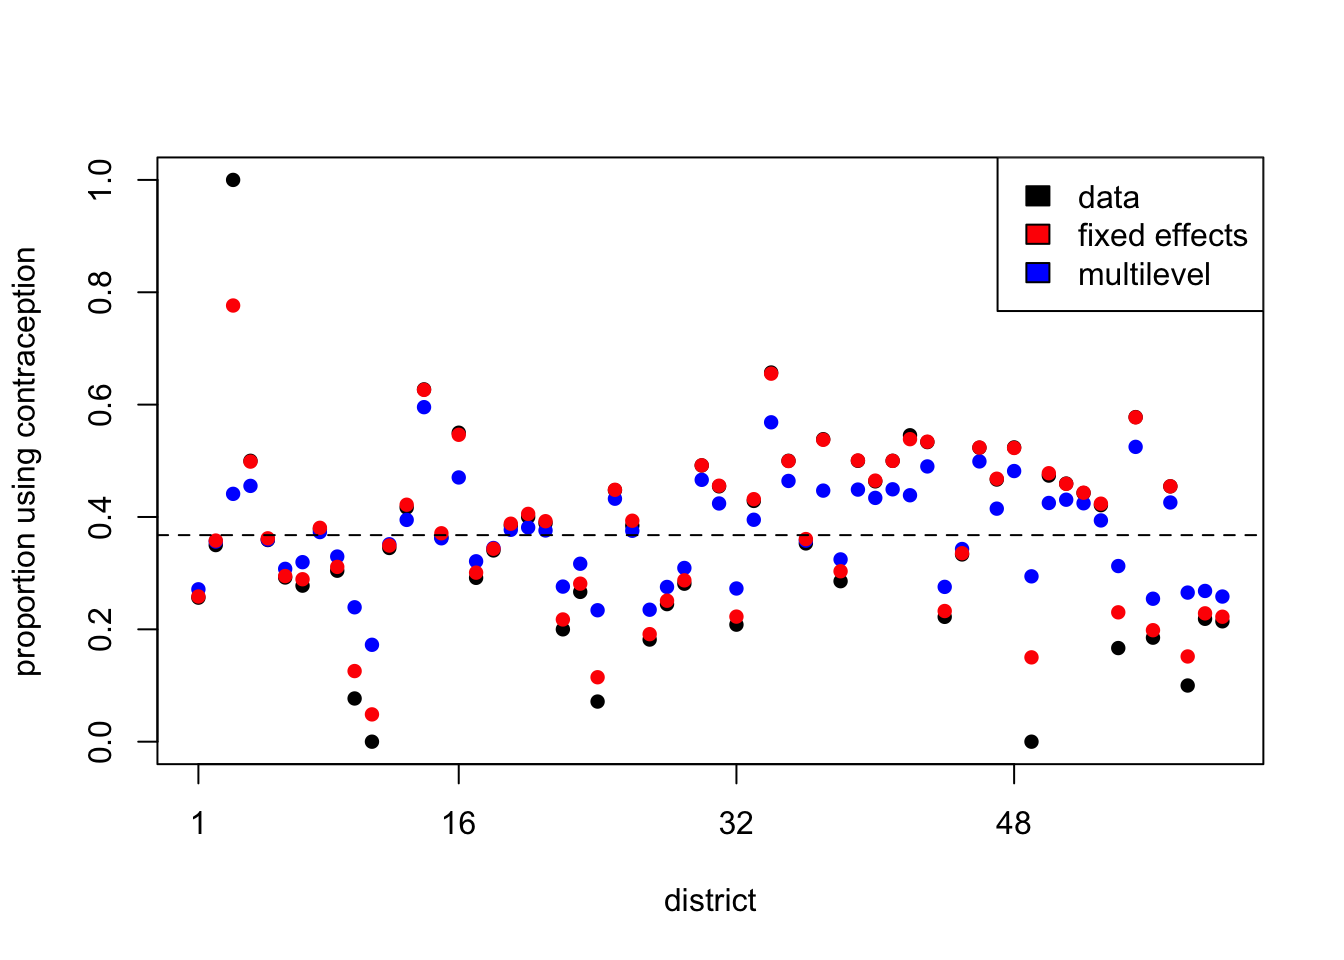 proportion using contraception
1.0
0.8
0.6
0.4
0.2
0.0
data
fixed effects
multilevel
1 16 32 48
district